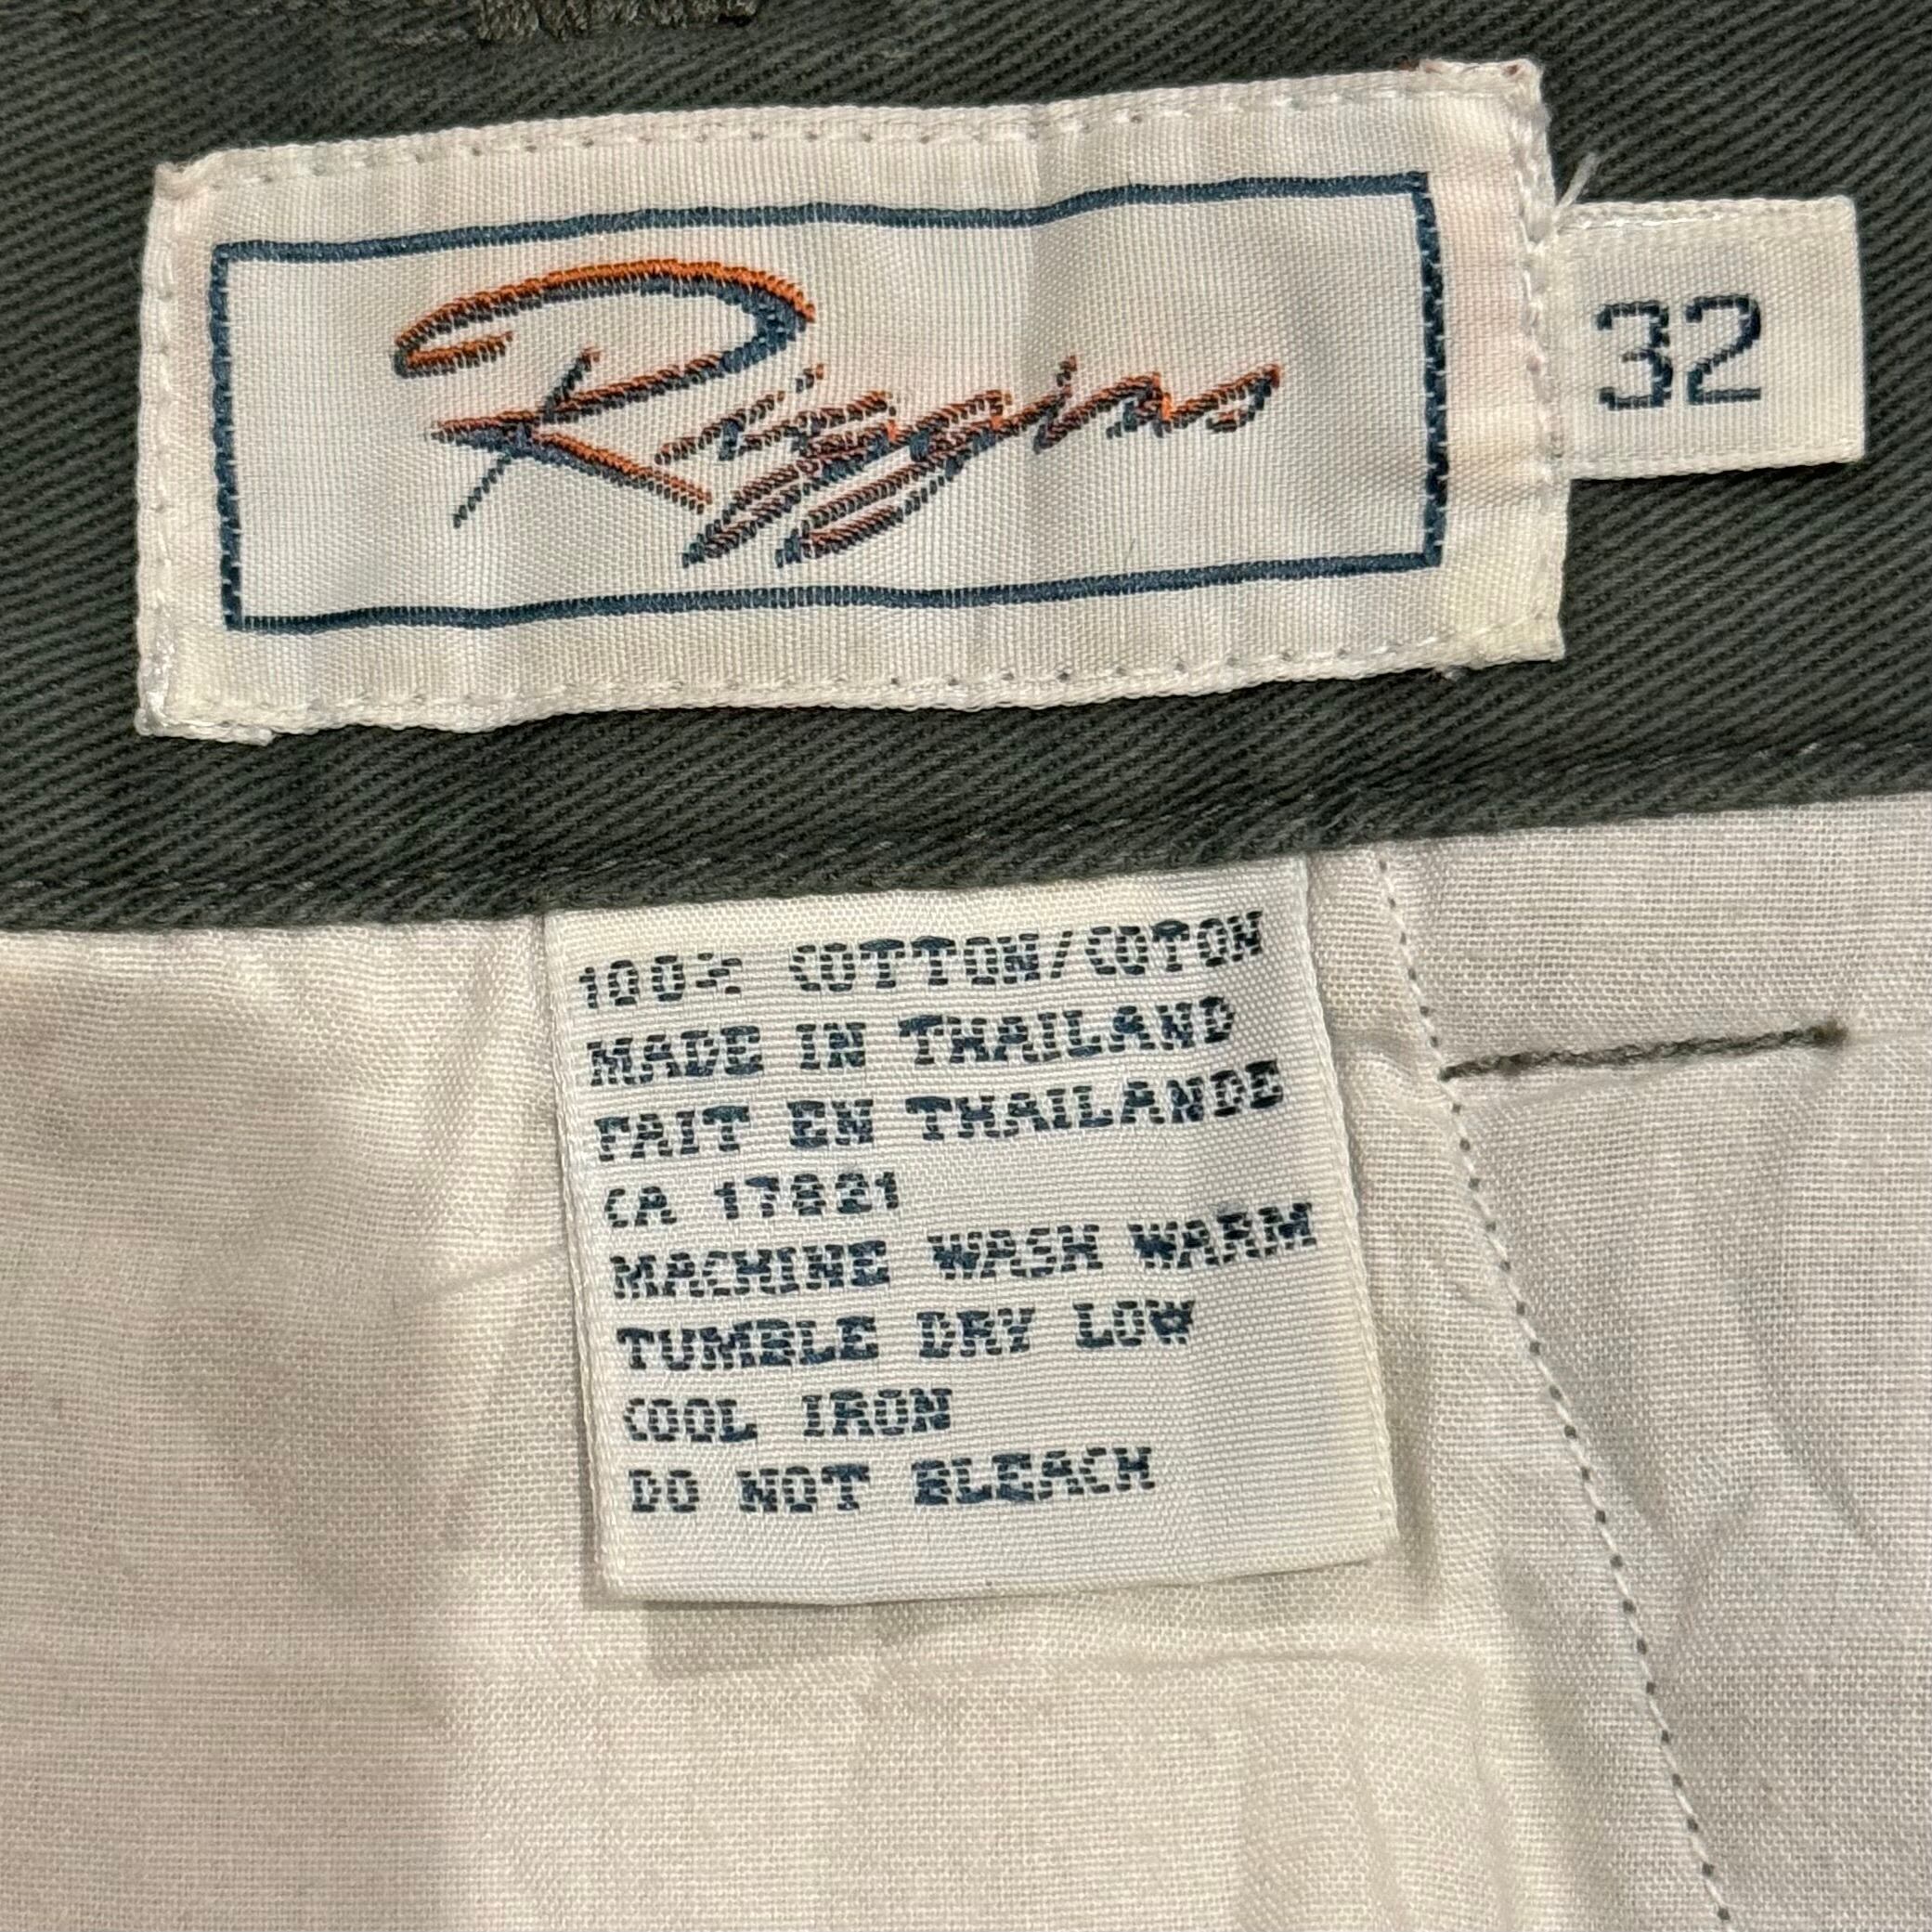 Riggins
32
100% COTTON/COTON
MADE IN THAILAND
FAIT EN THAILANDE
CA 17821
MACHINE WASH WARM
TUMBLE DRY LOW
COOL IRON
DO NOT BLEACH